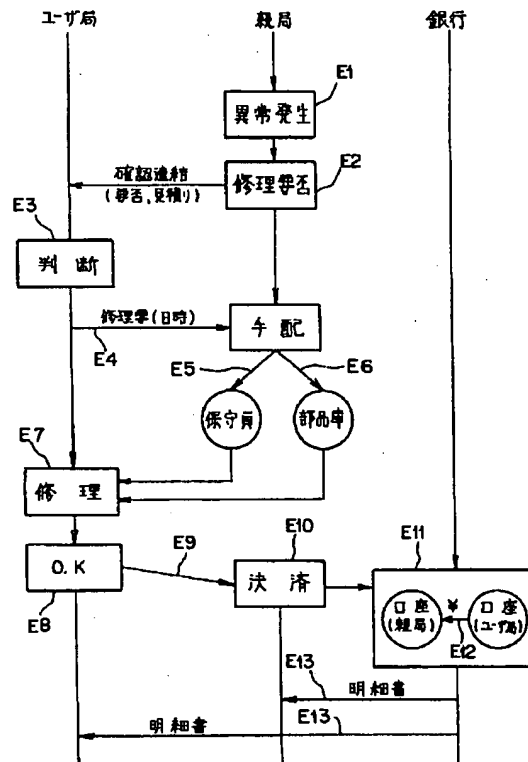 ユーザ局
親局
銀行
E1
異常発生
E2
修理要否
確認連結
(要否,見積り)
E3
判断
修理要(日時)
手配
E4
E5
E6
保守員
部品庫
E7
修理
E9
E10
E11
O.K
決済
口座 ¥ 口座
(親局) (ユーザ局)
E8
E12
E13
明細書
明細書
E13